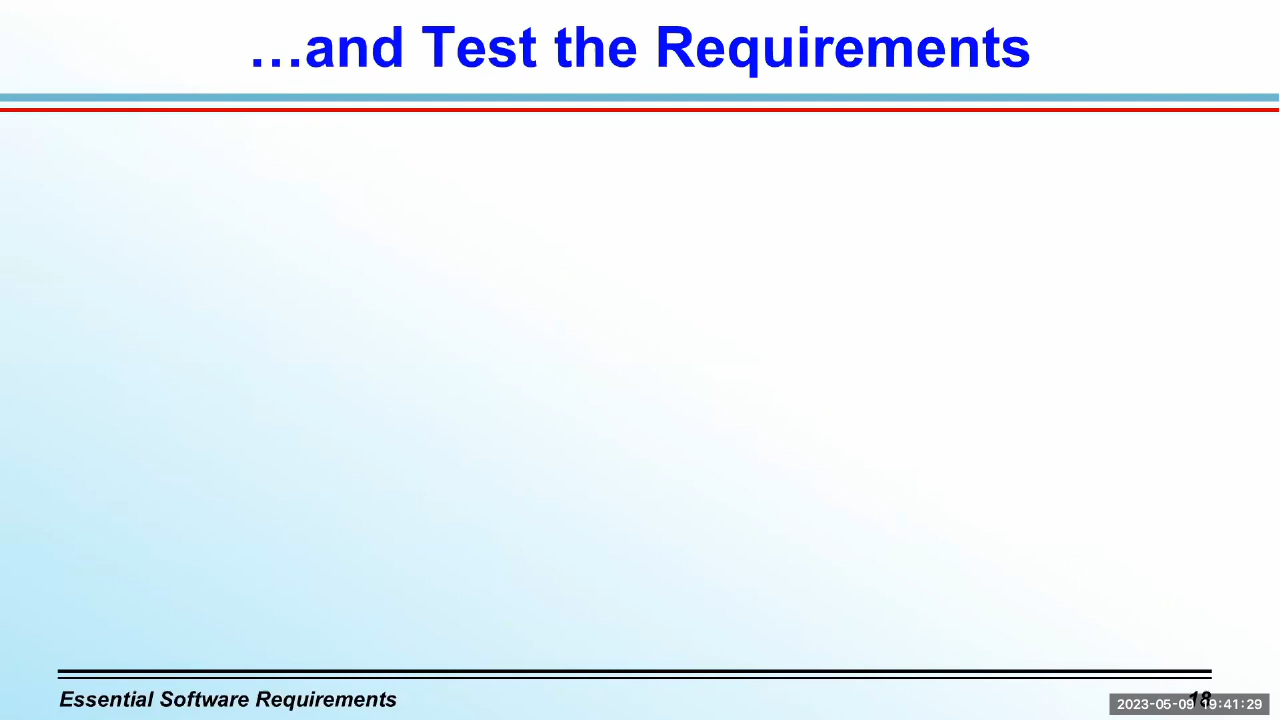 …and Test the Requirements
Essential Software Requirements
18
2023-05-09 19:41:29